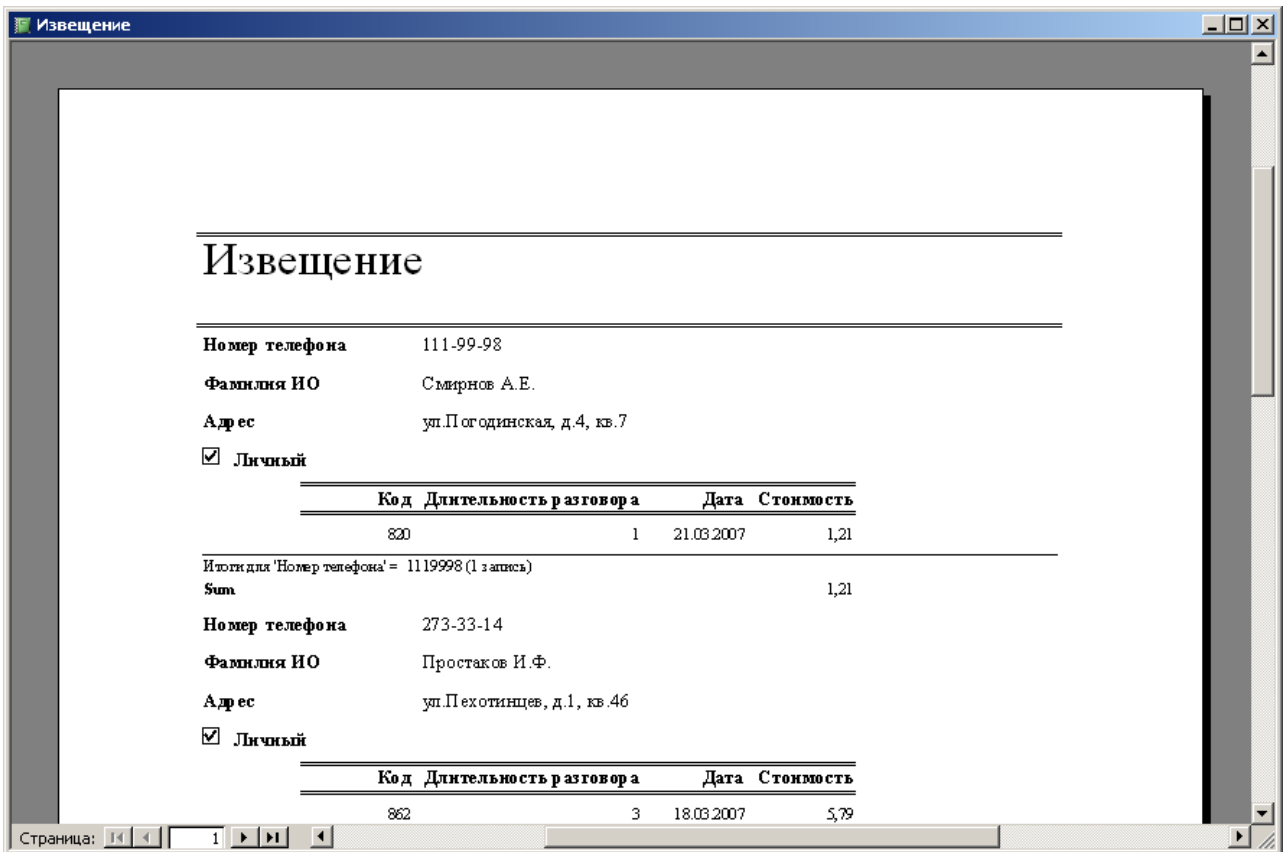 Извещение
Извещение
Номер телефона 111-99-98
Фамилия ИО Смирнов А.Е.
Адрес ул.Погодинская, д.4, кв.7
Личный
Код Длительность разговора Дата Стоимость
820 1 21.03.2007 1,21
Итоги для 'Номер телефона' = 1119998 (1 запись)
Sum 1,21
Номер телефона 273-33-14
Фамилия ИО Простаков И.Ф.
Адрес ул.Пехотинцев, д.1, кв.46
Личный
Код Длительность разговора Дата Стоимость
862 3 18.03.2007 5,79
Страница: 1